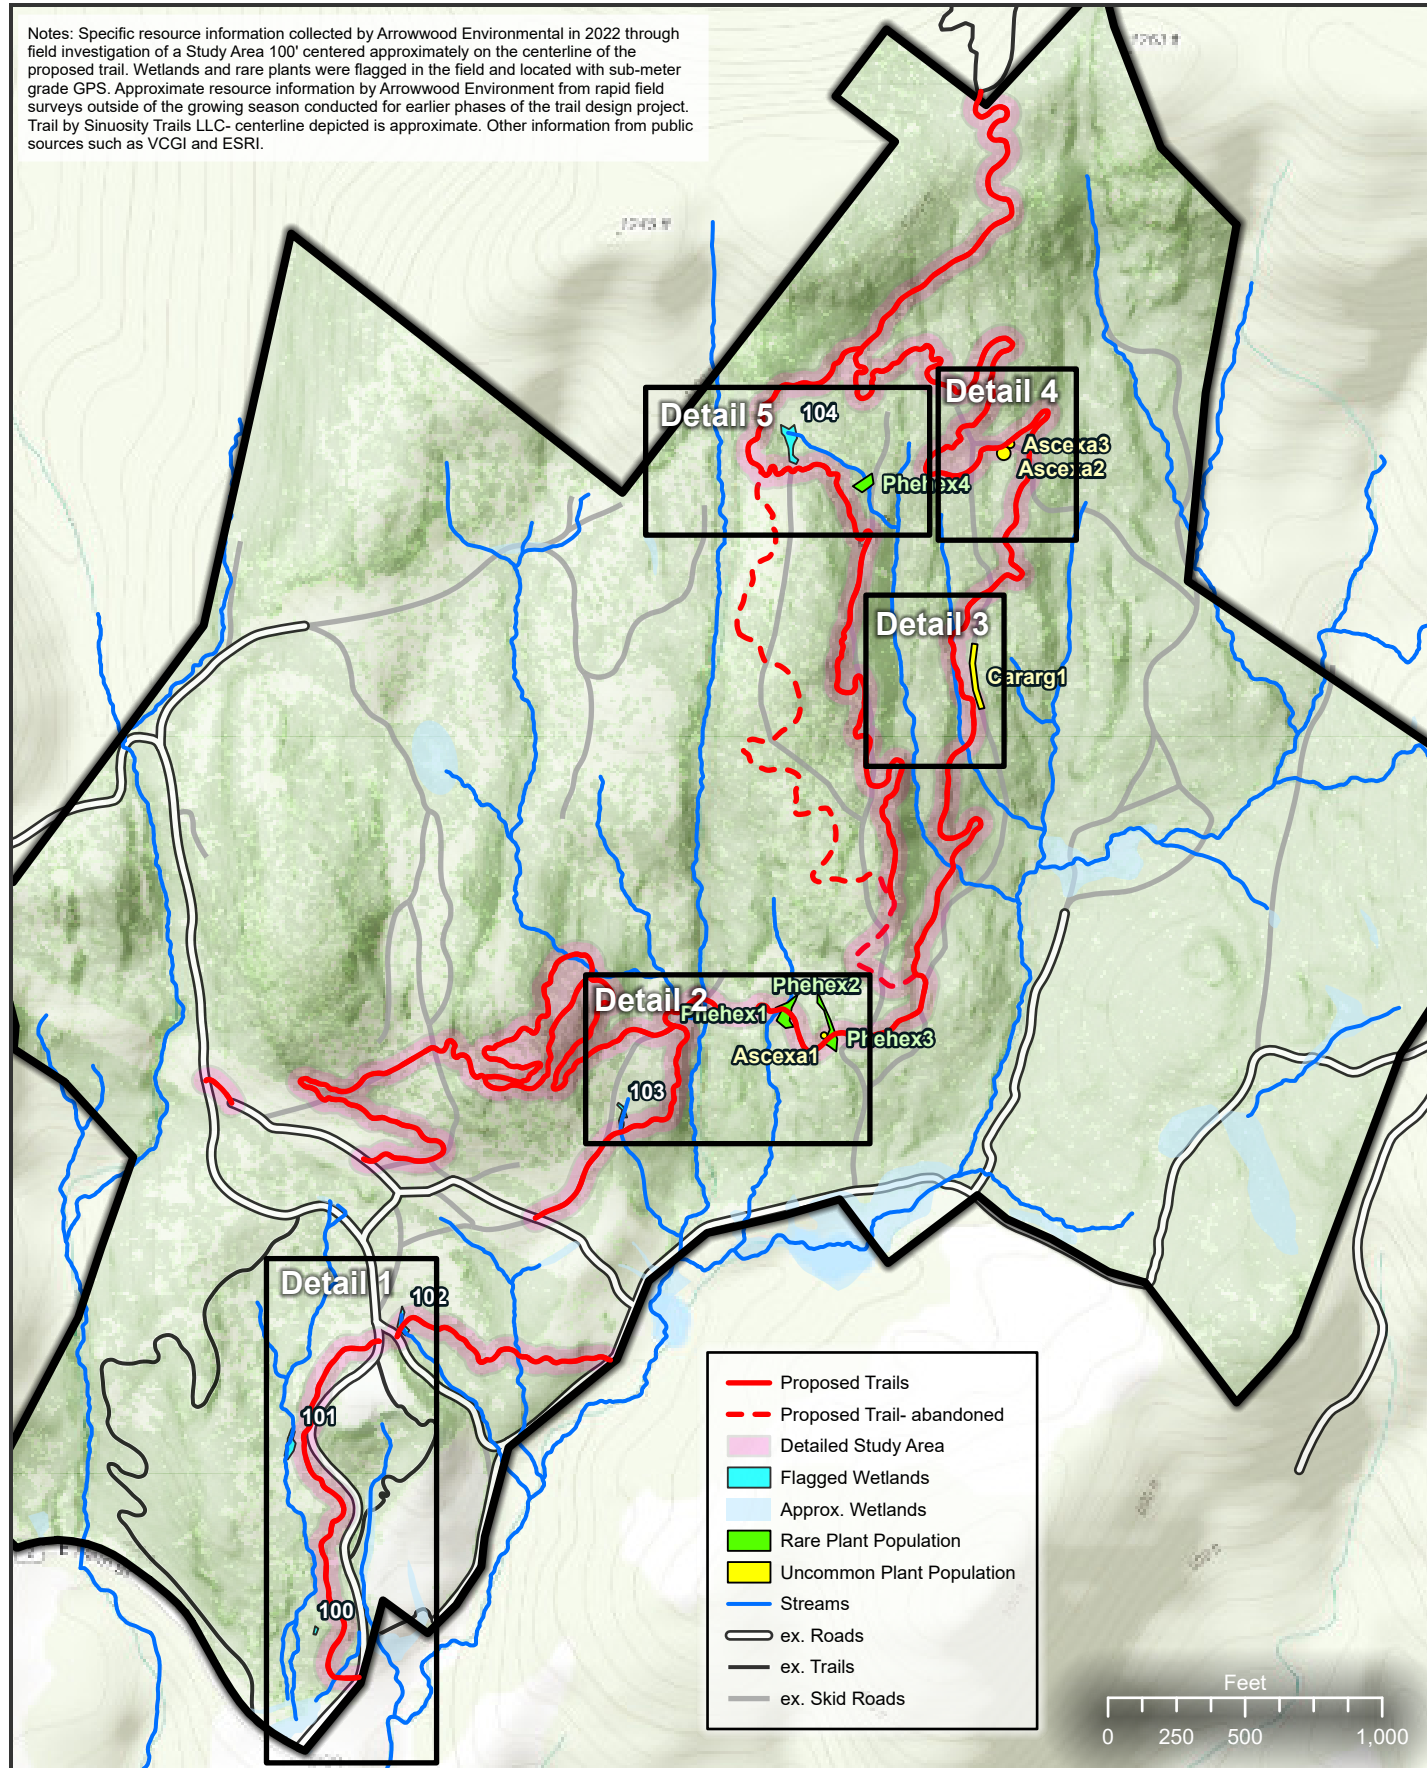 Notes: Specific resource information collected by Arrowwood Environmental in 2022 through
field investigation of a Study Area 100' centered approximately on the centerline of the
proposed trail. Wetlands and rare plants were flagged in the field and located with sub-meter
grade GPS. Approximate resource information by Arrowwood Environment from rapid field
surveys outside of the growing season conducted for earlier phases of the trail design project.
Trail by Sinuosity Trails LLC- centerline depicted is approximate. Other information from public
sources such as VCGI and ESRI.
Detail 4
Detail 5
104
Ascexa3
Ascexa2
Phehex4
Detail 3
Cararg1
Detail 2
Phehex2
Phehex1
Phehex3
Ascexa1
103
Detail 1
102
101
100
Proposed Trails
Proposed Trail- abandoned
Detailed Study Area
Flagged Wetlands
Approx. Wetlands
Rare Plant Population
Uncommon Plant Population
Streams
ex. Roads
ex. Trails
ex. Skid Roads
Feet
0 250 500 1,000